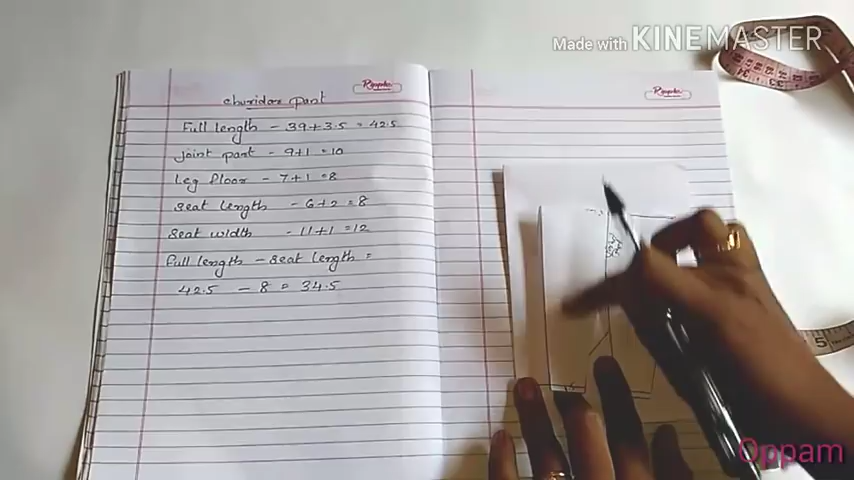 Made with KINEMASTER
churidar pant
Full length - 39+3.5 = 42.5
Joint part - 9+1 =10
Leg floor - 7+1 =8
Seat length - 6+2 =8
Seat width - 11+1 =12
Full length - Seat length =
42.5 - 8 = 34.5
Oppam